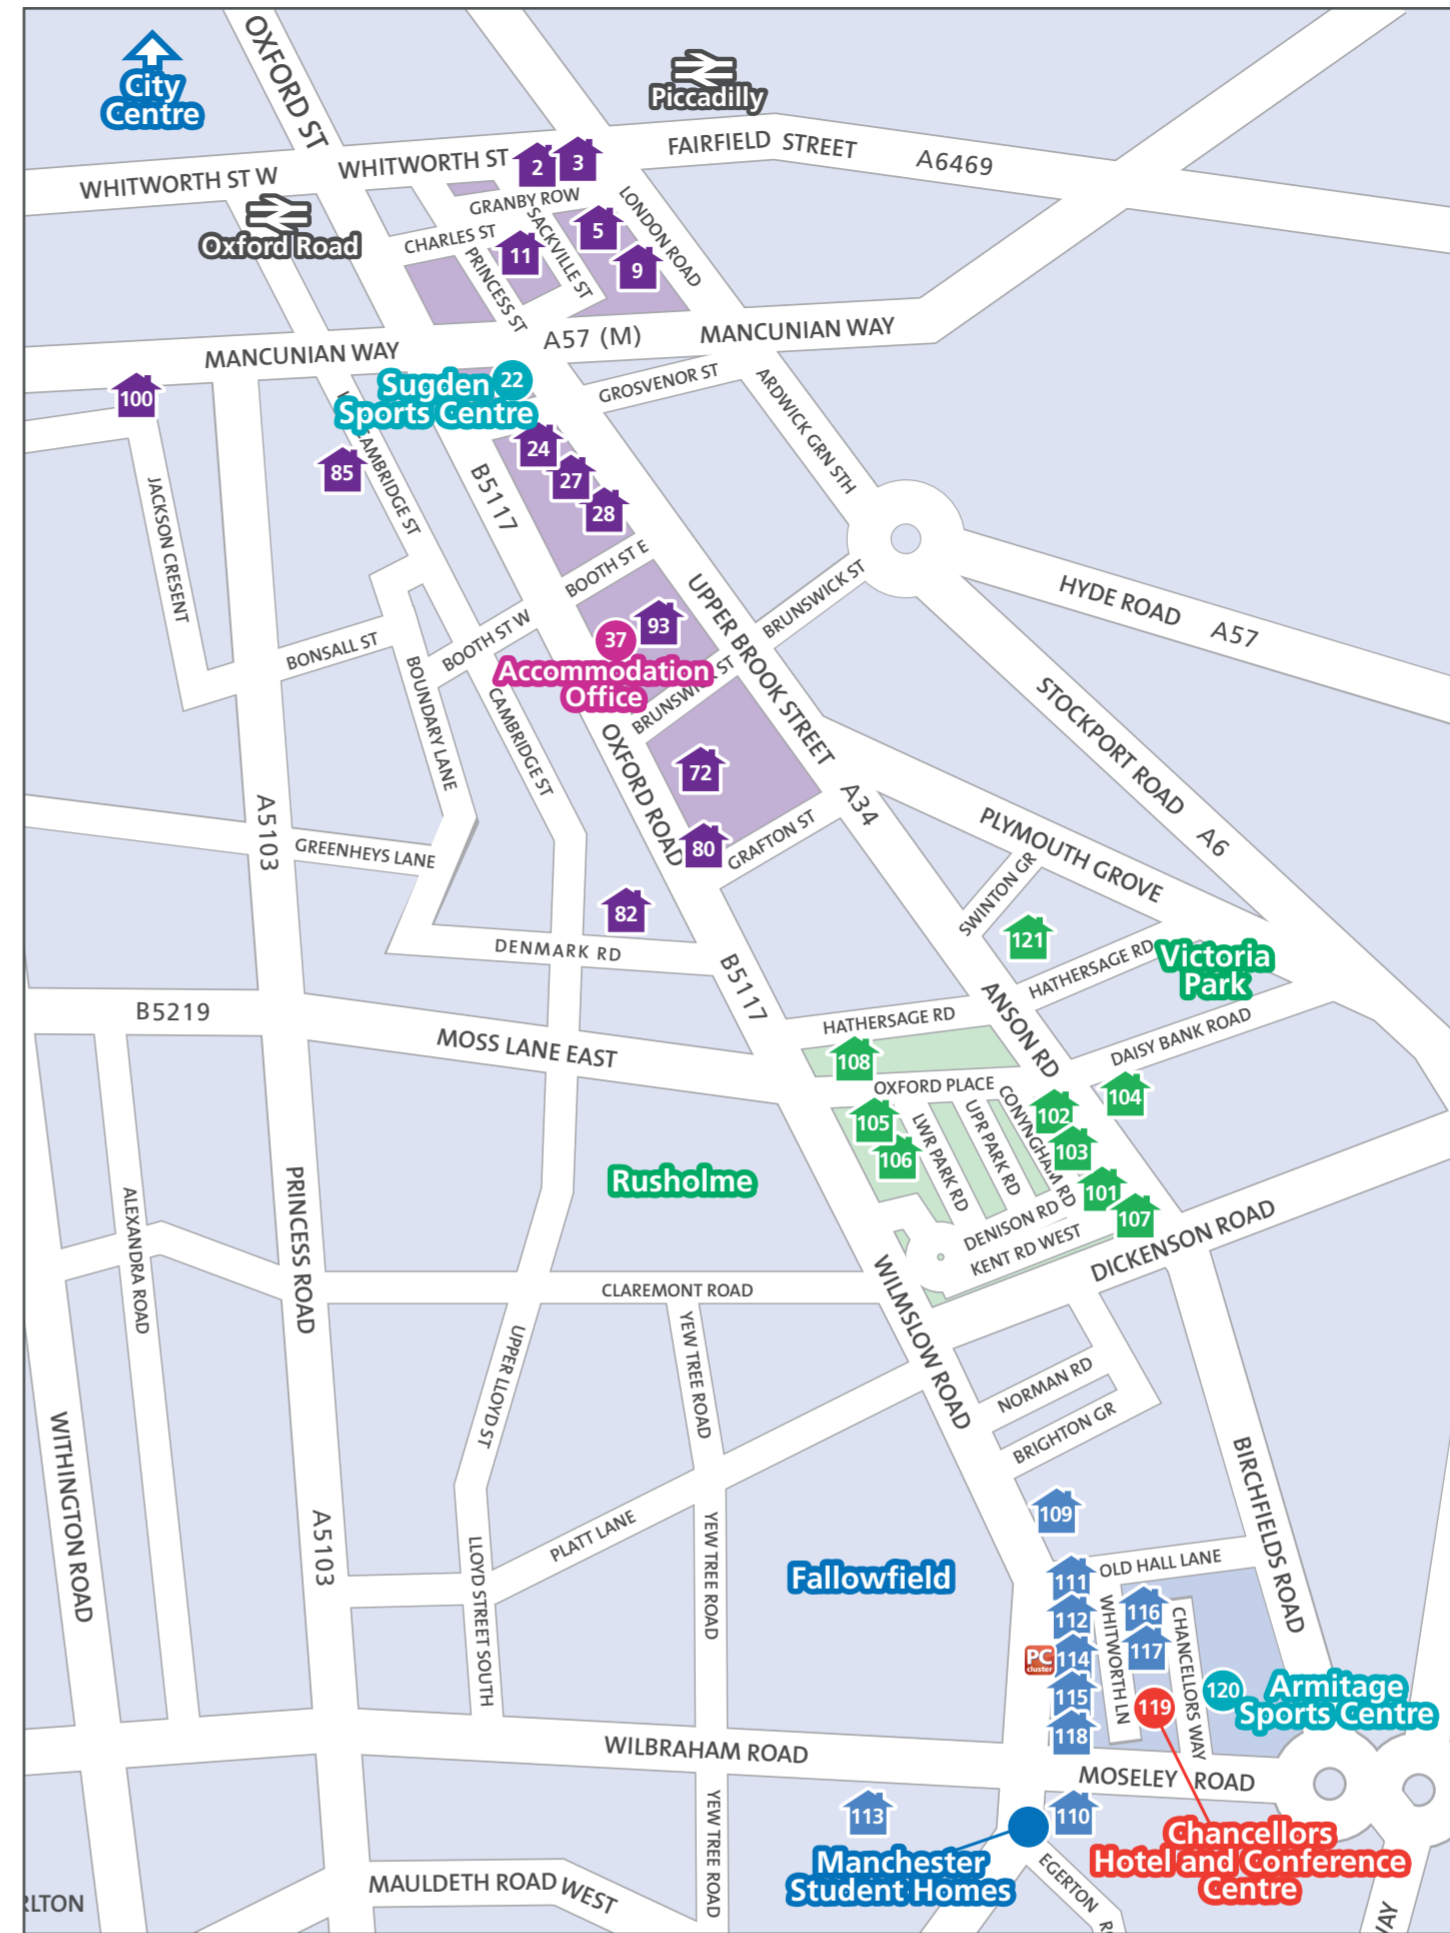 City
Centre
OXFORD ST
Piccadilly
WHITWORTH ST W
WHITWORTH ST
2
3
FAIRFIELD STREET
A6469
Oxford Road
GRANBY ROW
CHARLES ST
SACKVILLE ST
PRINCESS ST
LONDON ROAD
5
9
11
MANCUNIAN WAY
A57 (M)
MANCUNIAN WAY
100
Sugden
Sports Centre
22
GROSVENOR ST
ARDWICK GRN STH
CAMBRIDGE ST
85
24
27
28
B5117
JACKSON CRESENT
BOOTH ST E
UPPER BROOK STREET
BRUNSWICK ST
HYDE ROAD
A57
BONSALL ST
BOOTH ST W
BOUNDARY LANE
CAMBRIDGE ST
37
93
Accommodation
Office
BRUNSWICK ST
STOCKPORT ROAD
A6
OXFORD ROAD
72
80
A34
GRAFTON ST
PLYMOUTH GROVE
A5103
GREENHEYS LANE
82
DENMARK RD
SWINTON GR
121
HATHERSAGE RD
Victoria
Park
B5117
B5219
MOSS LANE EAST
HATHERSAGE RD
ANSON RD
DAISY BANK ROAD
108
OXFORD PLACE
104
102
103
105
106
LWR PARK RD
UPR PARK RD
CONYNGHAM RD
101
107
Rusholme
DENISON RD
KENT RD WEST
DICKENSON ROAD
ALEXANDRA ROAD
PRINCESS ROAD
CLAREMONT ROAD
WILMSLOW ROAD
UPPER LLOYD ST
YEW TREE ROAD
NORMAN RD
BRIGHTON GR
WITHINGTON ROAD
A5103
BIRCHFIELDS ROAD
109
PLATT LANE
YEW TREE ROAD
LLOYD STREET SOUTH
Fallowfield
OLD HALL LANE
111
112
PC
cluster
114
115
118
WHITWORTH LN
116
117
CHANCELLORS WAY
119
120
Armitage
Sports Centre
WILBRAHAM ROAD
MOSELEY ROAD
113
110
Manchester
Student Homes
Chancellors
Hotel and Conference
Centre
YEW TREE ROAD
MAULDETH ROAD WEST
EGERTON
RLTON
WAY